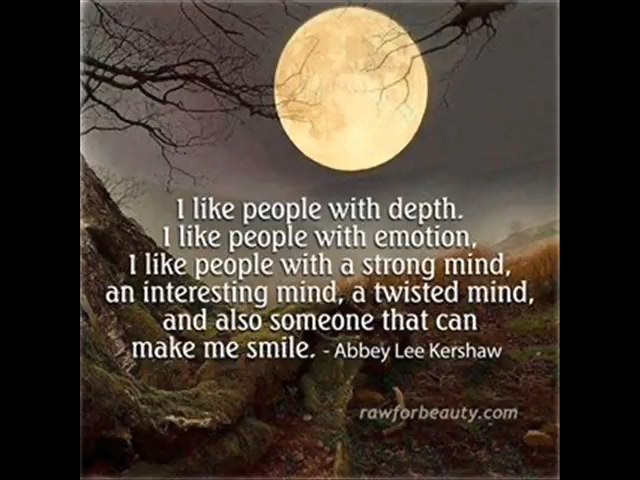 I like people with depth.
I like people with emotion,
I like people with a strong mind,
an interesting mind, a twisted mind,
and also someone that can
make me smile. - Abbey Lee Kershaw
rawforbeauty.com